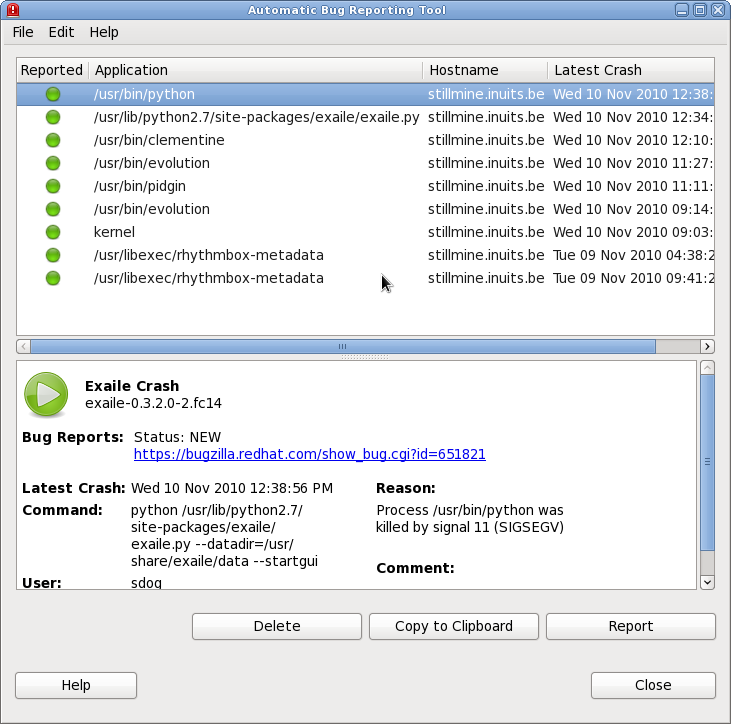 Automatic Bug Reporting Tool
File Edit Help
Reported Application Hostname Latest Crash
/usr/bin/python stillmine.inuits.be Wed 10 Nov 2010 12:38:
/usr/lib/python2.7/site-packages/exaile/exaile.py stillmine.inuits.be Wed 10 Nov 2010 12:34:
/usr/bin/clementine stillmine.inuits.be Wed 10 Nov 2010 12:10:
/usr/bin/evolution stillmine.inuits.be Wed 10 Nov 2010 11:27:
/usr/bin/pidgin stillmine.inuits.be Wed 10 Nov 2010 11:11:
/usr/bin/evolution stillmine.inuits.be Wed 10 Nov 2010 09:14:
kernel stillmine.inuits.be Wed 10 Nov 2010 09:03:
/usr/libexec/rhythmbox-metadata stillmine.inuits.be Tue 09 Nov 2010 04:38:2
/usr/libexec/rhythmbox-metadata stillmine.inuits.be Tue 09 Nov 2010 09:41:2
Exaile Crash
exaile-0.3.2.0-2.fc14
Bug Reports: Status: NEW
https://bugzilla.redhat.com/show_bug.cgi?id=651821
Latest Crash: Wed 10 Nov 2010 12:38:56 PM
Command: python /usr/lib/python2.7/
site-packages/exaile/
exaile.py --datadir=/usr/
share/exaile/data --startgui
User: sdog
Reason:
Process /usr/bin/python was
killed by signal 11 (SIGSEGV)
Comment:
Delete Copy to Clipboard Report
Help Close